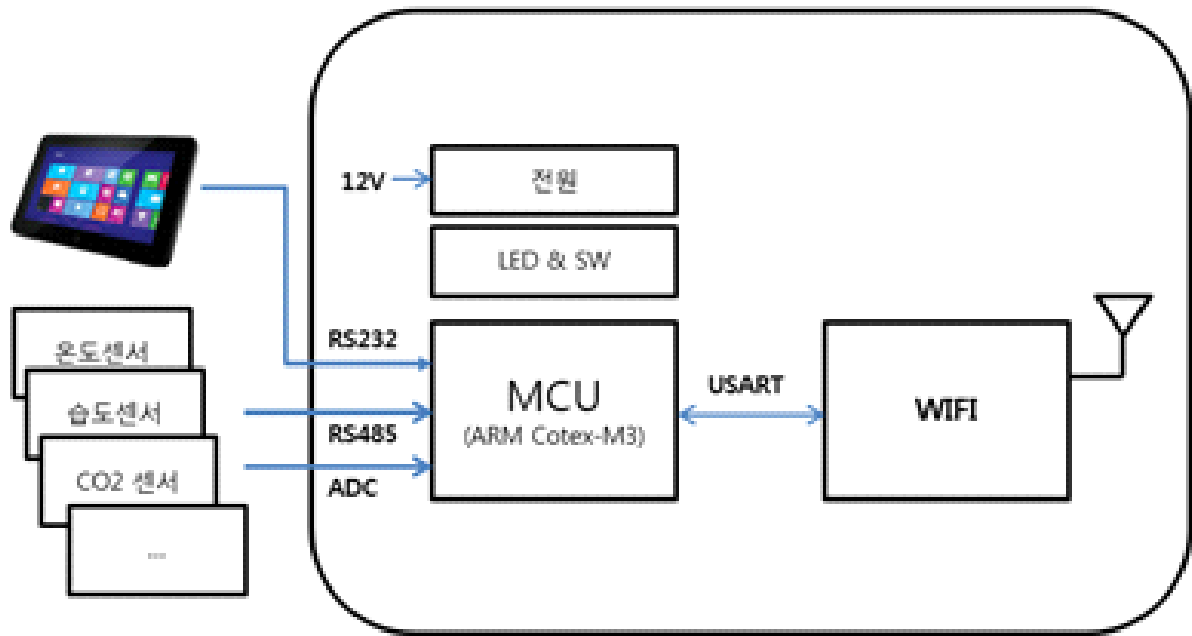 12V
전원
LED & SW
온도센서
습도센서
CO2 센서
...
RS232
RS485
ADC
MCU
(ARM Cotex-M3)
USART
WIFI